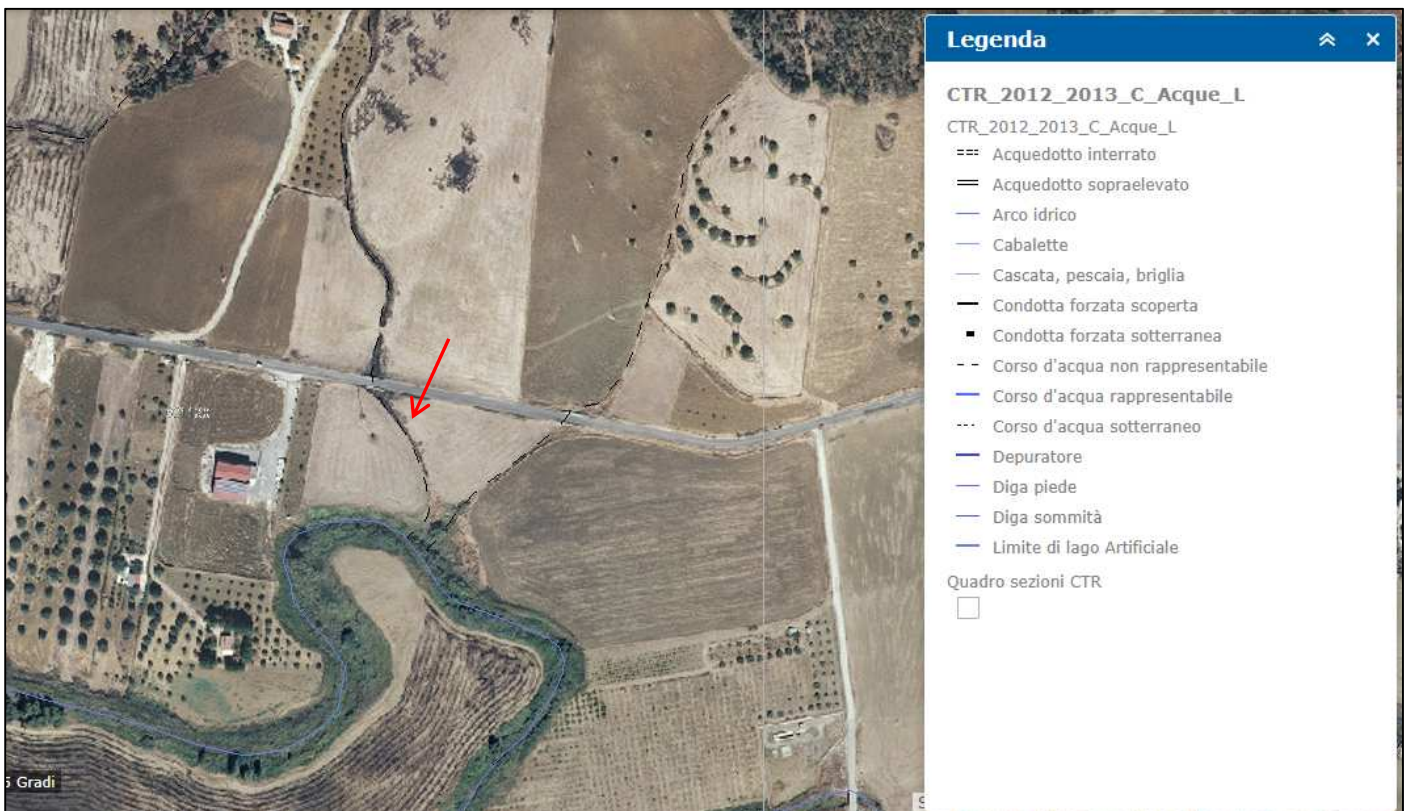 Legenda
CTR_2012_2013_C_Acque_L
CTR_2012_2013_C_Acque_L
Acquedotto interrato
Acquedotto sopraelevato
Arco idrico
Cabalette
Cascata, pescaia, briglia
Condotta forzata scoperta
Condotta forzata sotterranea
Corso d'acqua non rappresentabile
Corso d'acqua rappresentabile
Corso d'acqua sotterraneo
Depuratore
Diga piede
Diga sommità
Limite di lago Artificiale
Quadro sezioni CTR
Gradi